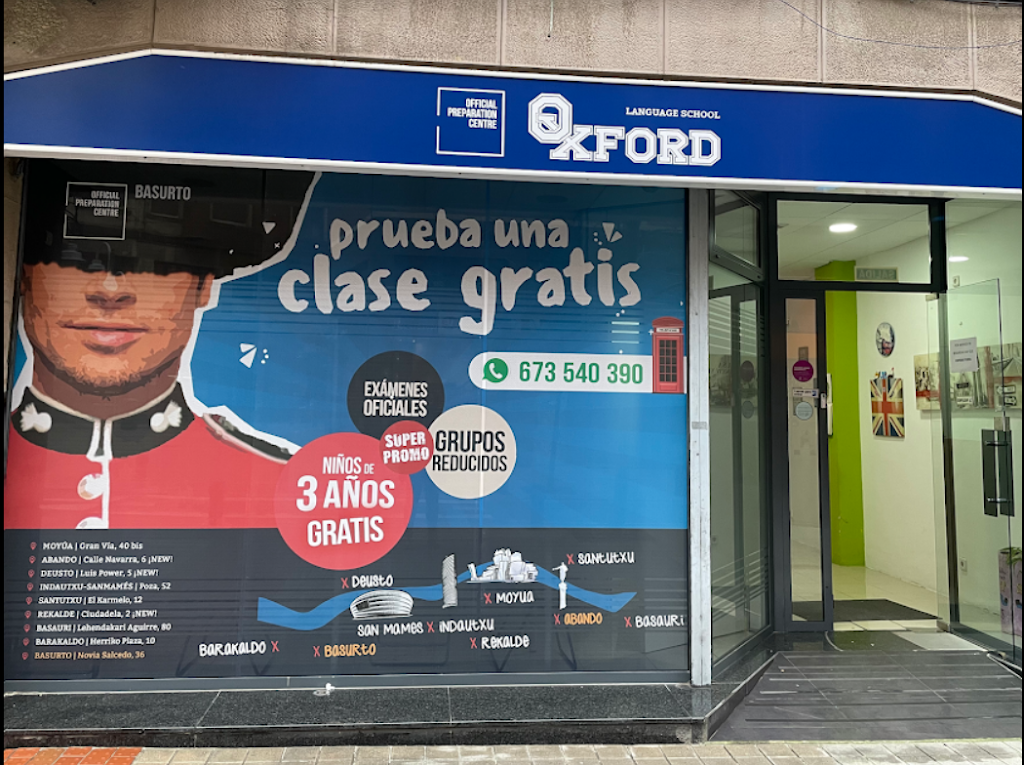 OFFICIAL
PREPARATION
CENTRE
LANGUAGE SCHOOL
OXFORD
OFFICIAL
PREPARATION
CENTRE
BASURTO
prueba una
clase gratis
673 540 390
EXÁMENES
OFICIALES
SUPER
PROMO
GRUPOS
REDUCIDOS
NIÑOS DE
3 AÑOS
GRATIS
MOYÚA | Gran Vía, 40 bis
ABANDO | Calle Navarra, 6 ¡NEW!
DEUSTO | Luis Power, 5 ¡NEW!
INDAUTXU-SANMAMÉS | Poza, 52
SANTUTXU | El Karmelo, 12
REKALDE | Ciudadela, 2 ¡NEW!
BASAURI | Lehendakari Aguirre, 80
BARAKALDO | Herriko Plaza, 10
BASURTO | Novia Salcedo, 36
X SANTUTXU
X DEUSTO
X MOYUA
X ABANDO
X BASAURI
SAN MAMES X INDAUTXU
X REKALDE
BARAKALDO X
X BASURTO
SALIDA